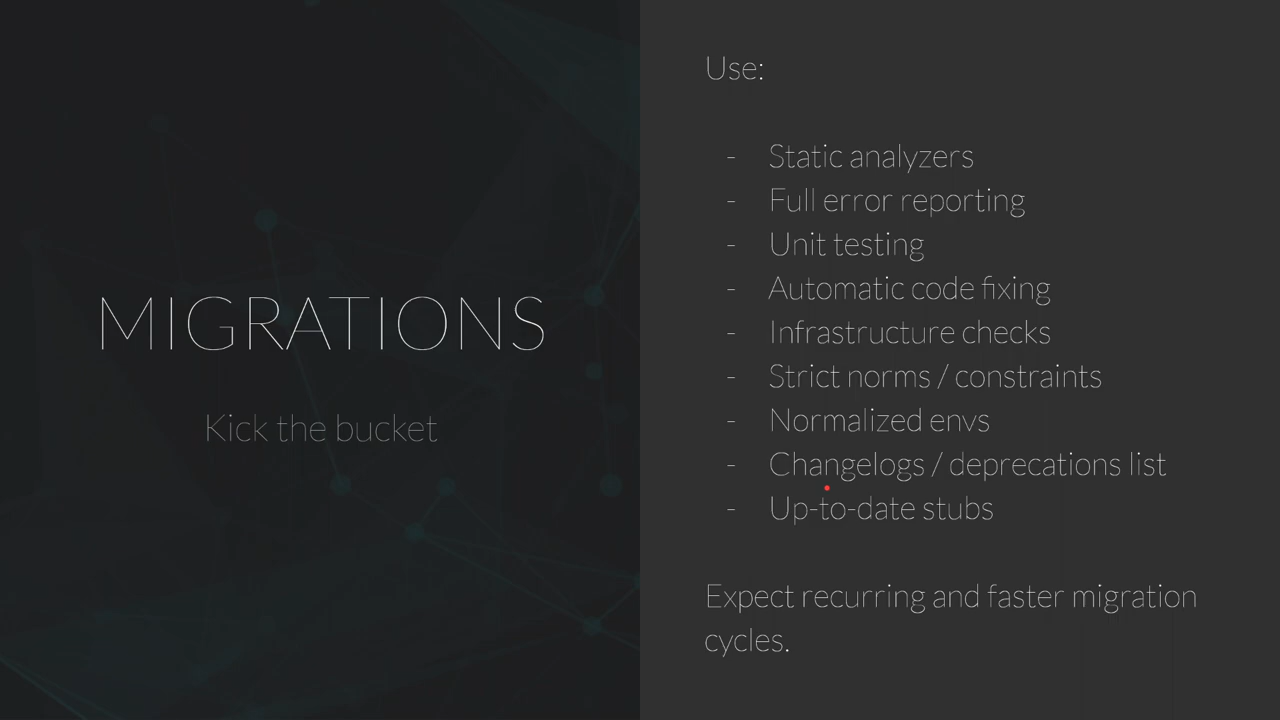 MIGRATIONS
Kick the bucket
Use:
- Static analyzers
- Full error reporting
- Unit testing
- Automatic code fixing
- Infrastructure checks
- Strict norms / constraints
- Normalized envs
- Changelogs / deprecations list
- Up-to-date stubs
Expect recurring and faster migration
cycles.